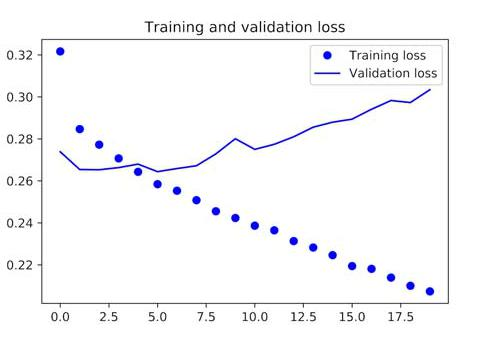 Training and validation loss
Training loss
Validation loss
0.32
0.30
0.28
0.26
0.24
0.22
0.0 2.5 5.0 7.5 10.0 12.5 15.0 17.5